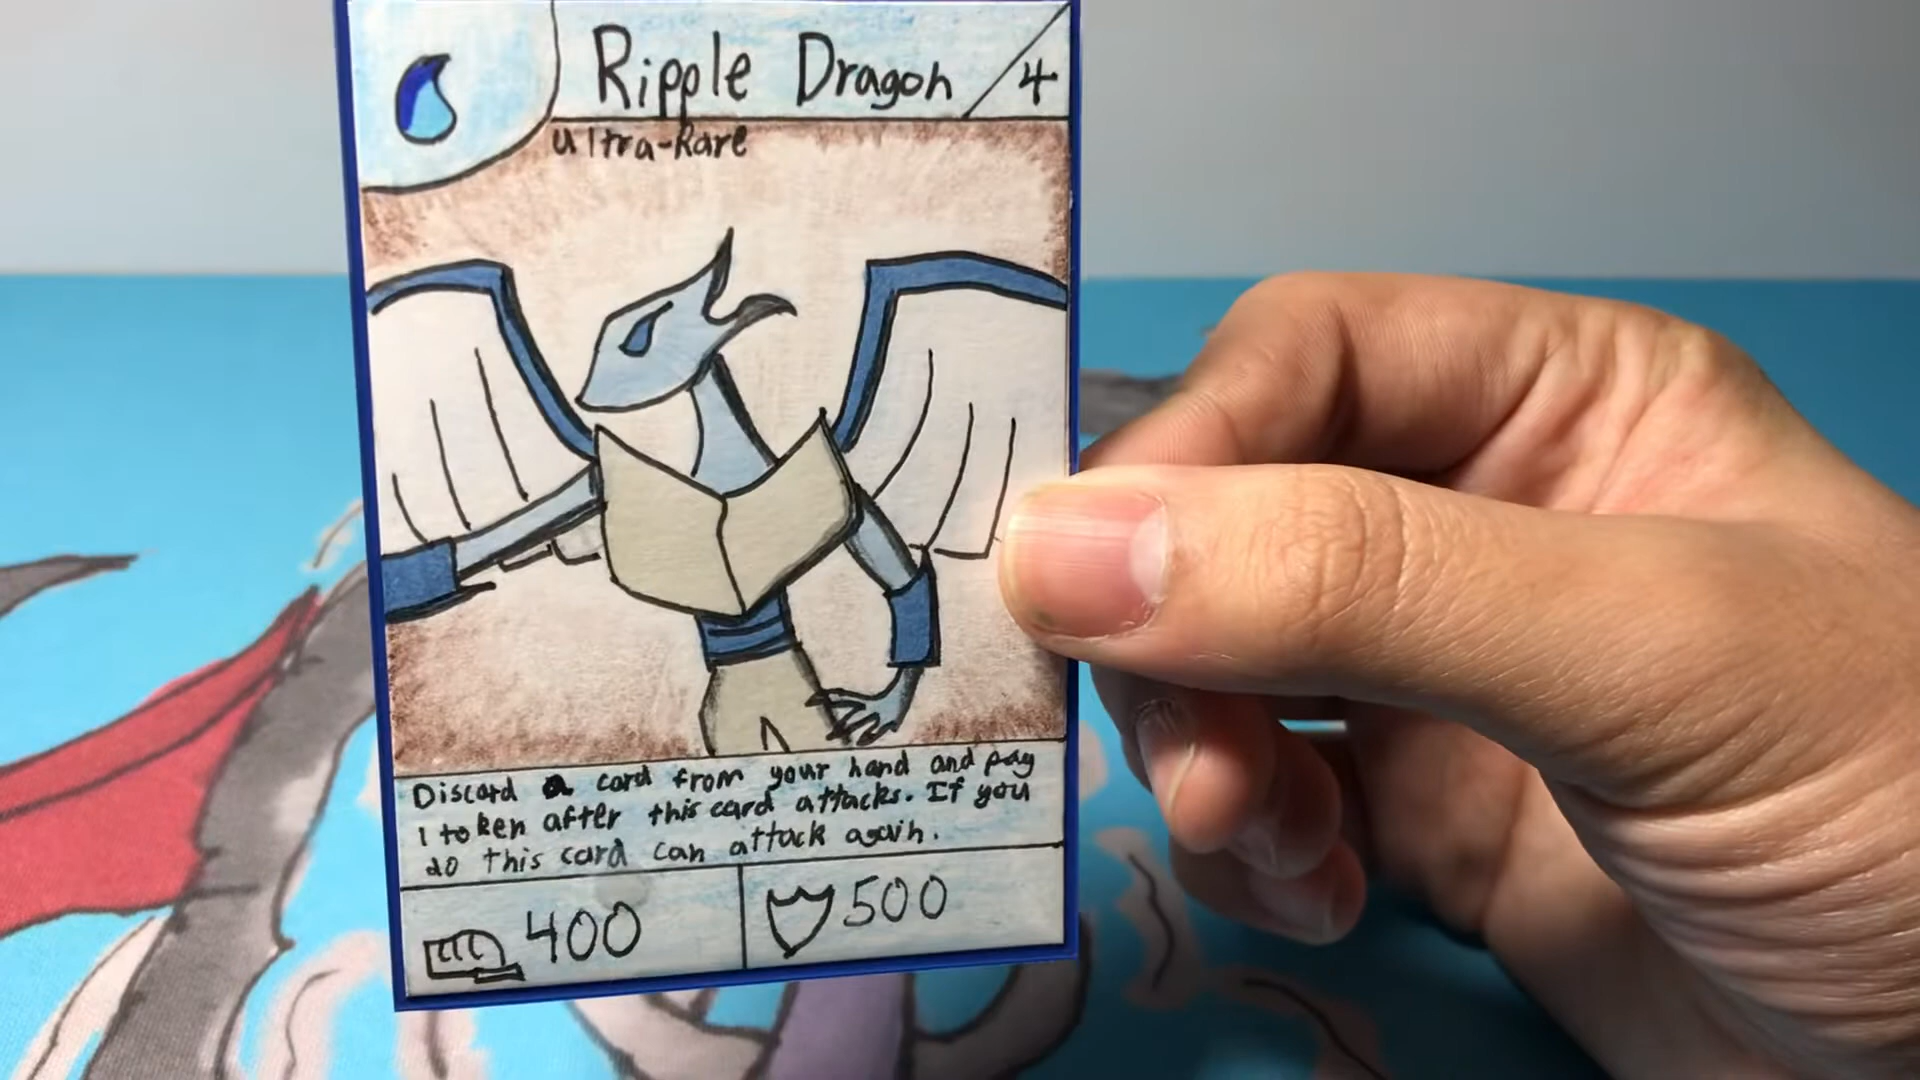 Ripple Dragon /4
Ultra-Rare
Discard a card from your hand and pay
1 token after this card attacks. If you
do this card can attack again.
400
500